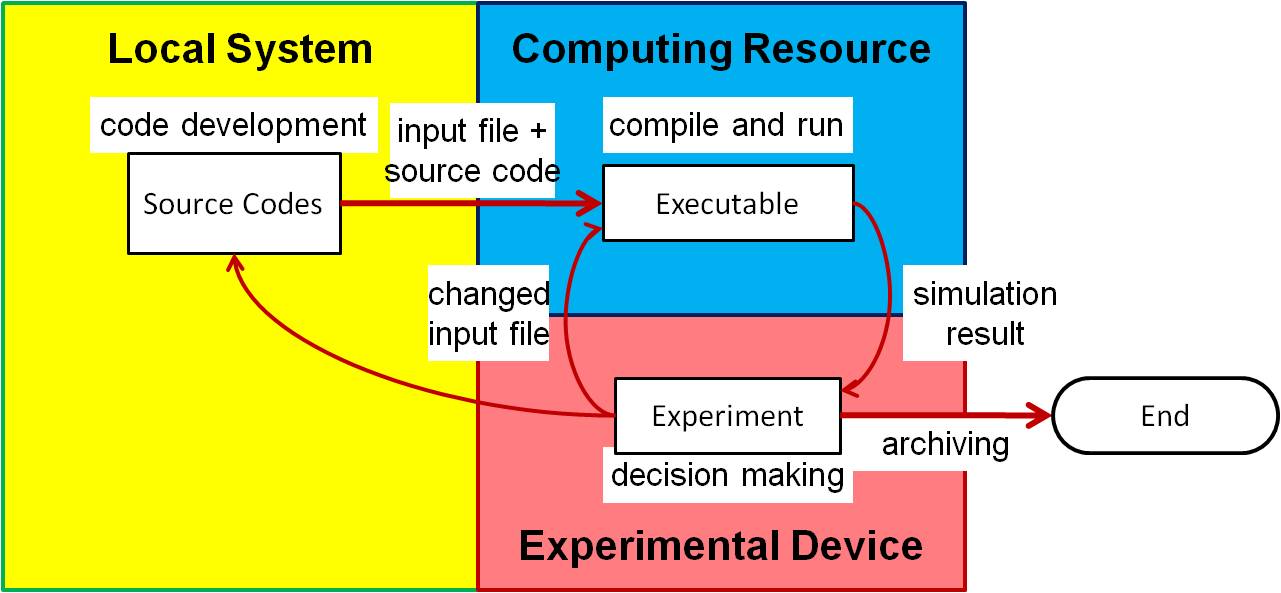 Local System
Computing Resource
code development
input file +
source code
compile and run
Source Codes
Executable
changed
input file
simulation
result
Experiment
End
archiving
decision making
Experimental Device